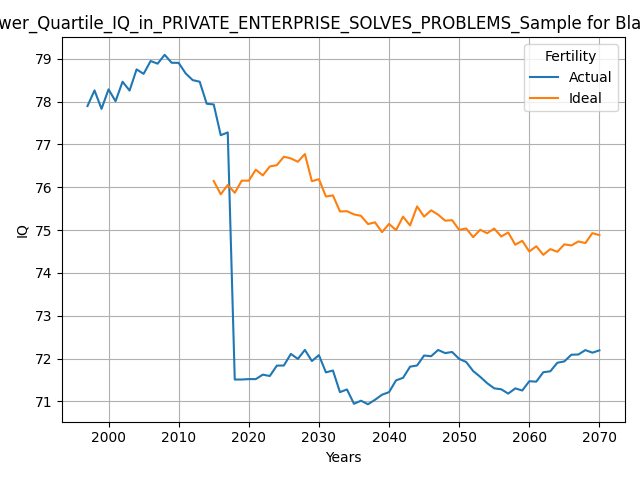 wer_Quartile_IQ_in_PRIVATE_ENTERPRISE_SOLVES_PROBLEMS_Sample for Bla
Fertility
Actual
Ideal
79
78
77
76
75
74
73
72
71
IQ
2000 2010 2020 2030 2040 2050 2060 2070
Years